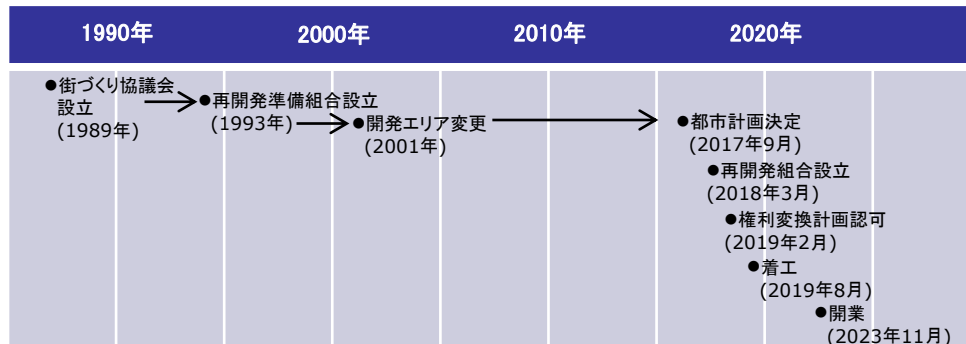 1990年
2000年
2010年
2020年
●街づくり協議会
設立
(1989年)
●再開発準備組合設立
(1993年)
●開発エリア変更
(2001年)
●都市計画決定
(2017年9月)
●再開発組合設立
(2018年3月)
●権利変換計画認可
(2019年2月)
●着工
(2019年8月)
●開業
(2023年11月)